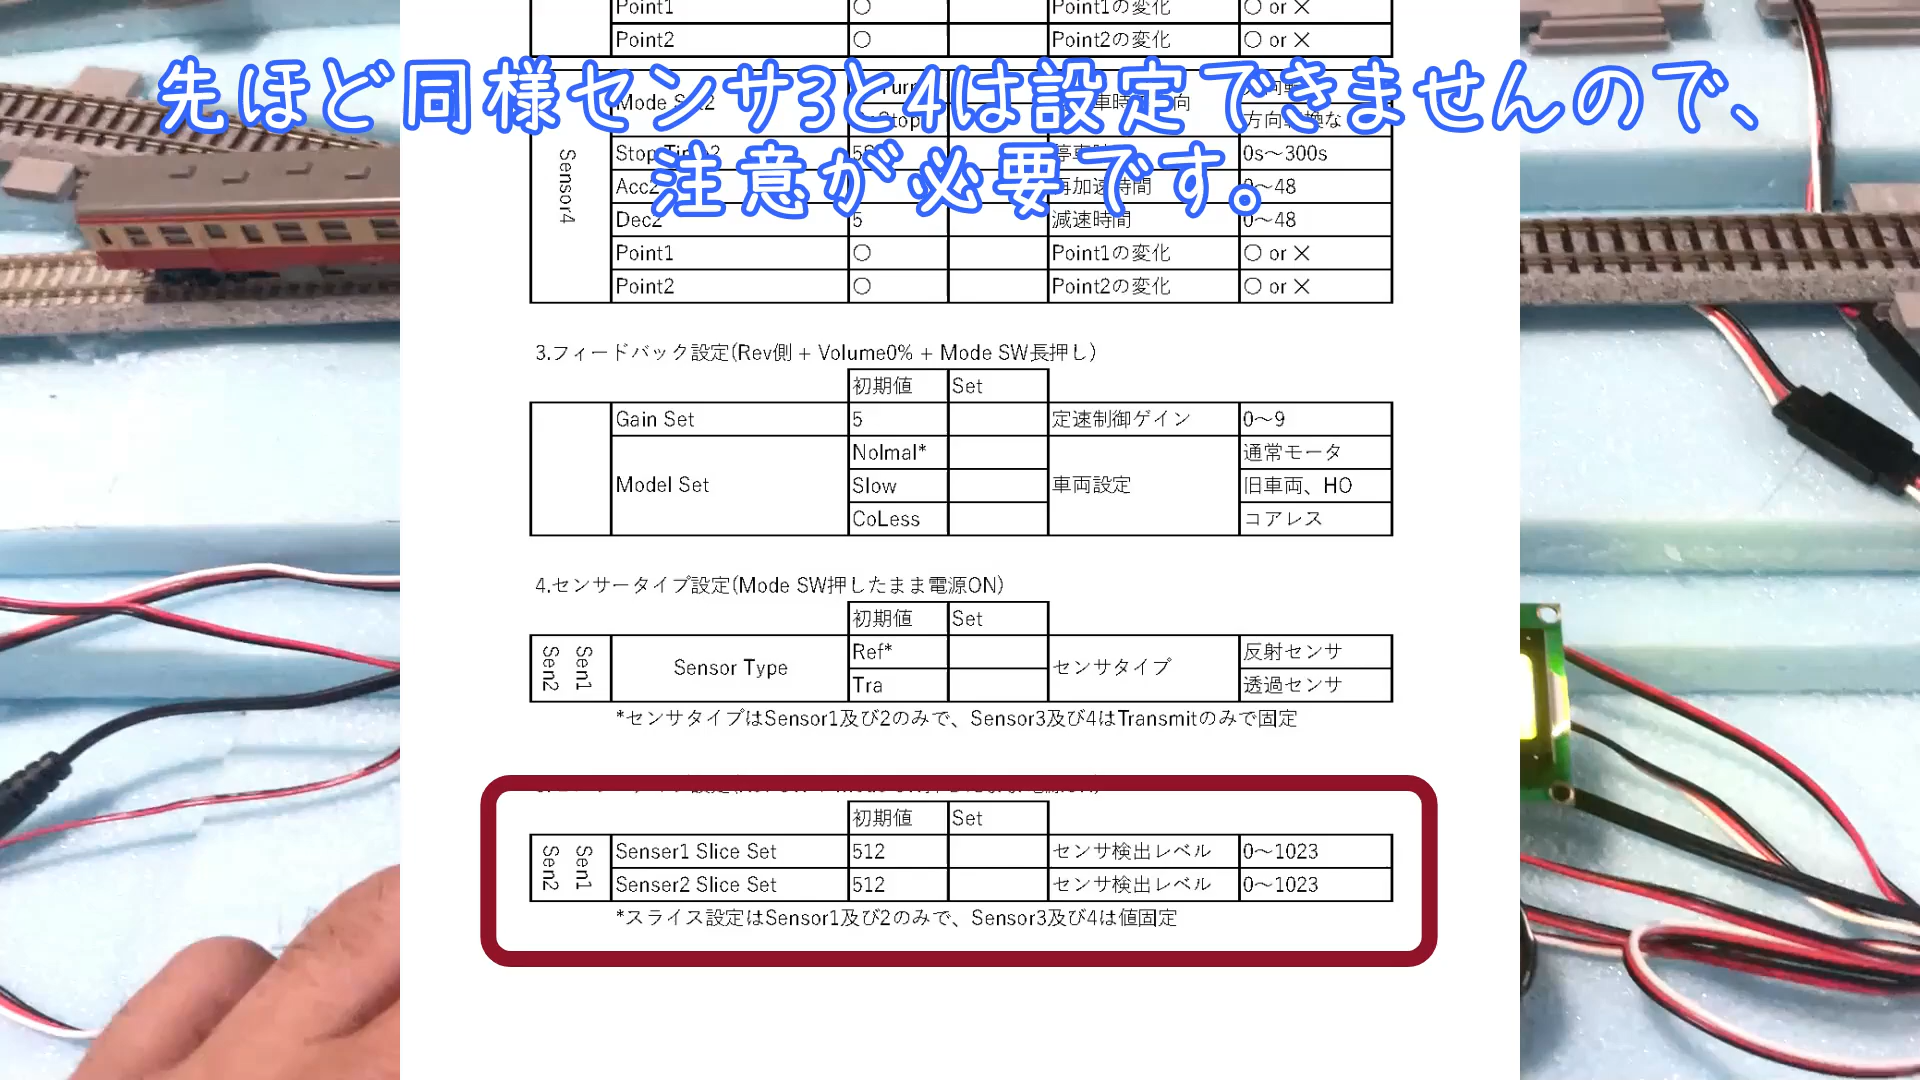 Point1 ○ Point1の変化 ○ or ×
Point2 ○ Point2の変化 ○ or ×
先ほど同様センサ3と4は設定できませんので、
注意が必要です。
Sensor4
0s～300s
Acc2 再加速時間 0～48
Dec2 5 減速時間 0～48
Point1 ○ Point1の変化 ○ or ×
Point2 ○ Point2の変化 ○ or ×
3.フィードバック設定(Rev側 + Volume0% + Mode SW長押し)
初期値 Set
Gain Set 5 定速制御ゲイン 0～9
Model Set Nolmal* 車両設定 通常モータ
Slow 旧車両、HO
CoLess コアレス
4.センサータイプ設定(Mode SW押したまま電源ON)
初期値 Set
Sen1 Sen2 Sensor Type Ref* センサタイプ 反射センサ
Tra 透過センサ
*センサタイプはSensor1及び2のみで、Sensor3及び4はTransmitのみで固定
初期値 Set
Sen1 Sen2 Senser1 Slice Set 512 センサ検出レベル 0～1023
Senser2 Slice Set 512 センサ検出レベル 0～1023
*スライス設定はSensor1及び2のみで、Sensor3及び4は値固定